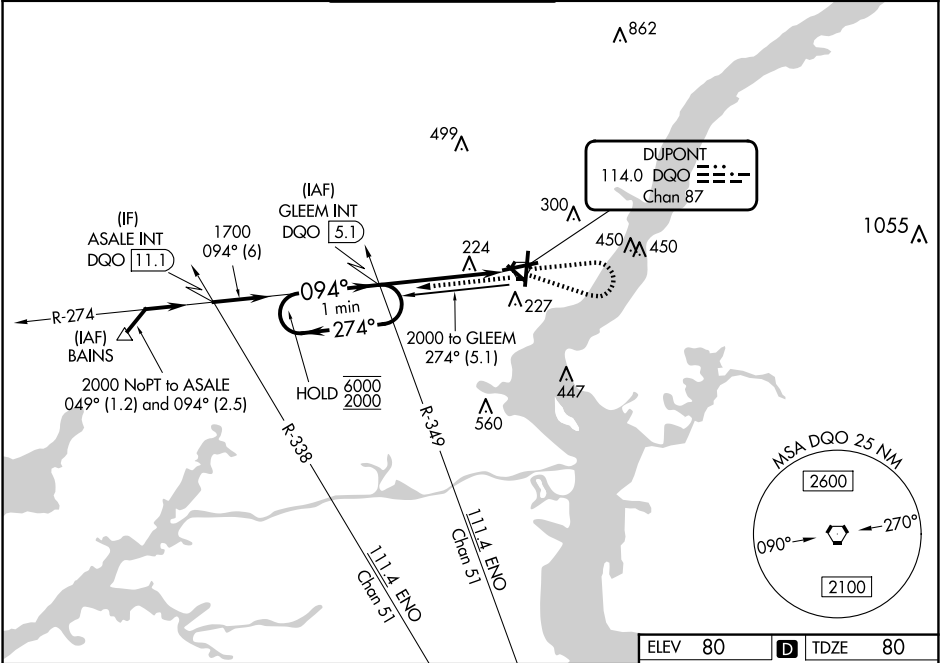 862
499
DUPONT
114.0 DQO
Chan 87
(IAF)
GLEEM INT
DQO 5.1
(IF)
ASALE INT
DQO 11.1
1700
094° (6)
300
450
450
1055
224
094°
1 min
274°
227
R-274
(IAF)
BAINS
2000 NoPT to ASALE
049° (1.2) and 094° (2.5)
2000 to GLEEM
274° (5.1)
HOLD 6000
2000
447
560
R-338
R-349
111.4 ENO
Chan 51
111.4 ENO
Chan 51
MSA DQO 25 NM
2600
090°
270°
2100
ELEV 80 D TDZE 80